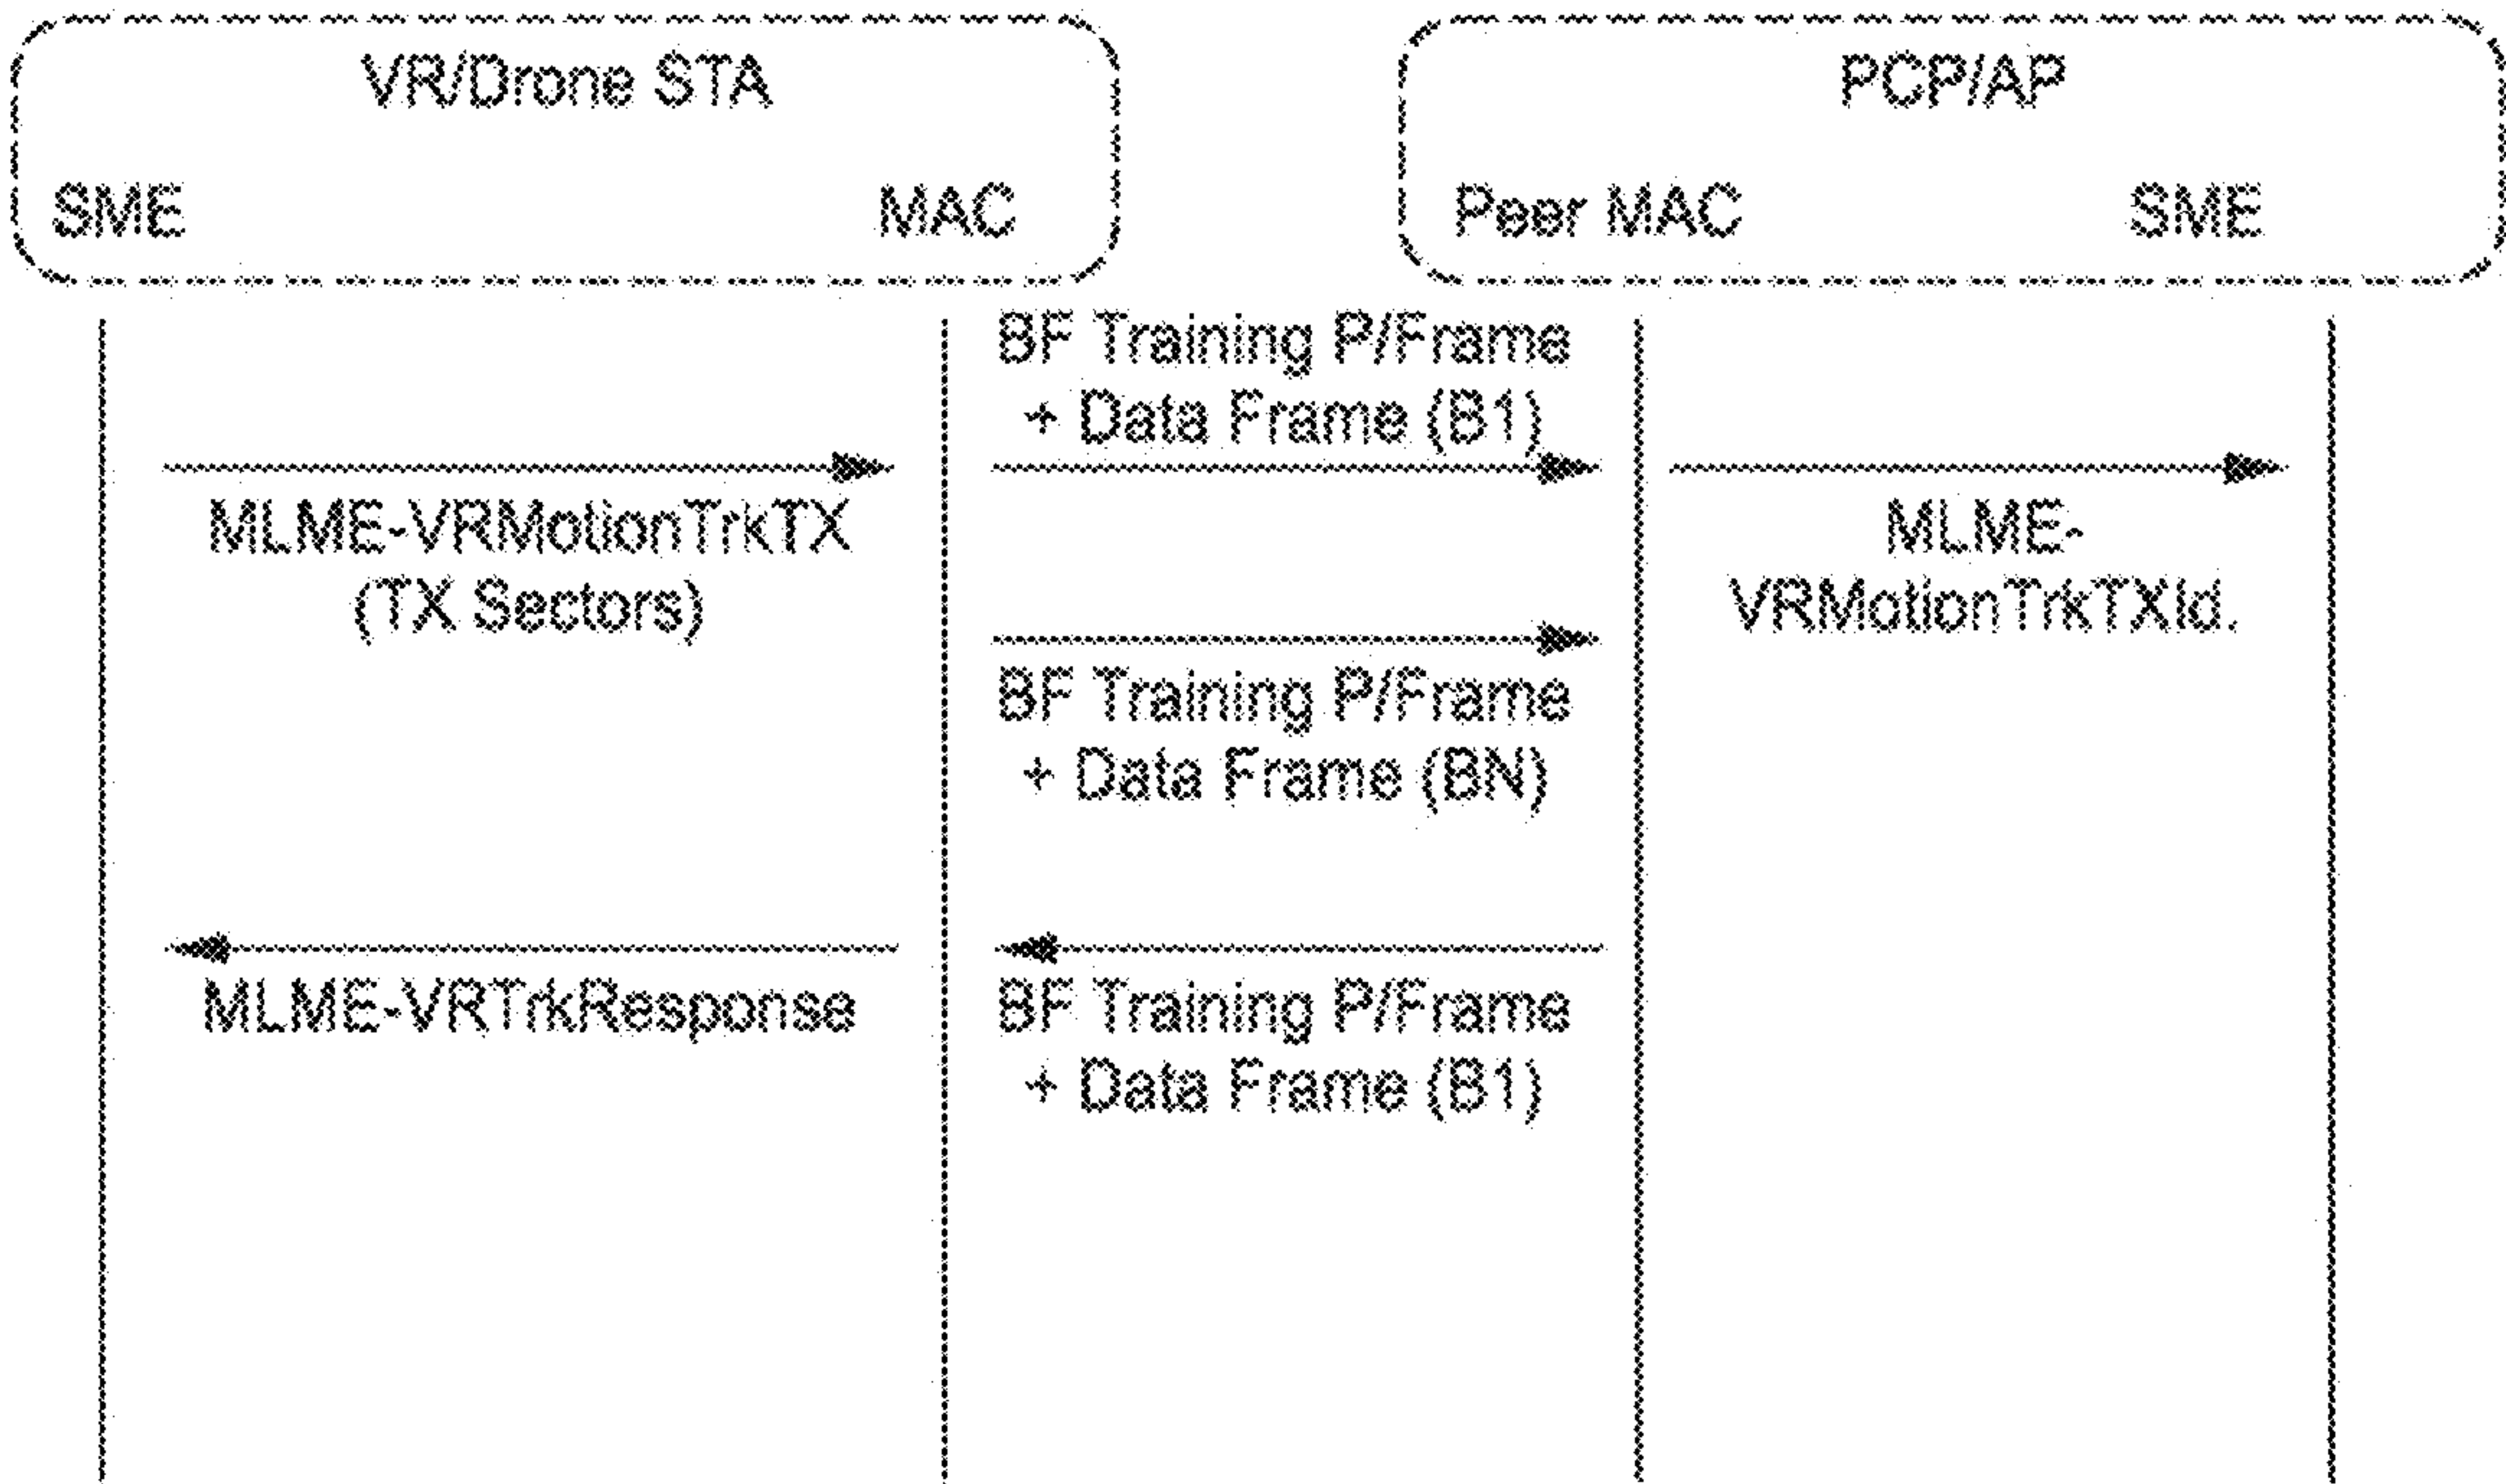 VR/Drone STA
PCP/AP
SME
MAC
Peer MAC
SME
BF Training P/Frame
+ Data Frame (B1)
MLME-VRMotionTrkTX
(TX Sectors)
MLME-
VRMotionTrkTXId.
BF Training P/Frame
+ Data Frame (BN)
MLME-VRTrkResponse
BF Training P/Frame
+ Data Frame (B1)